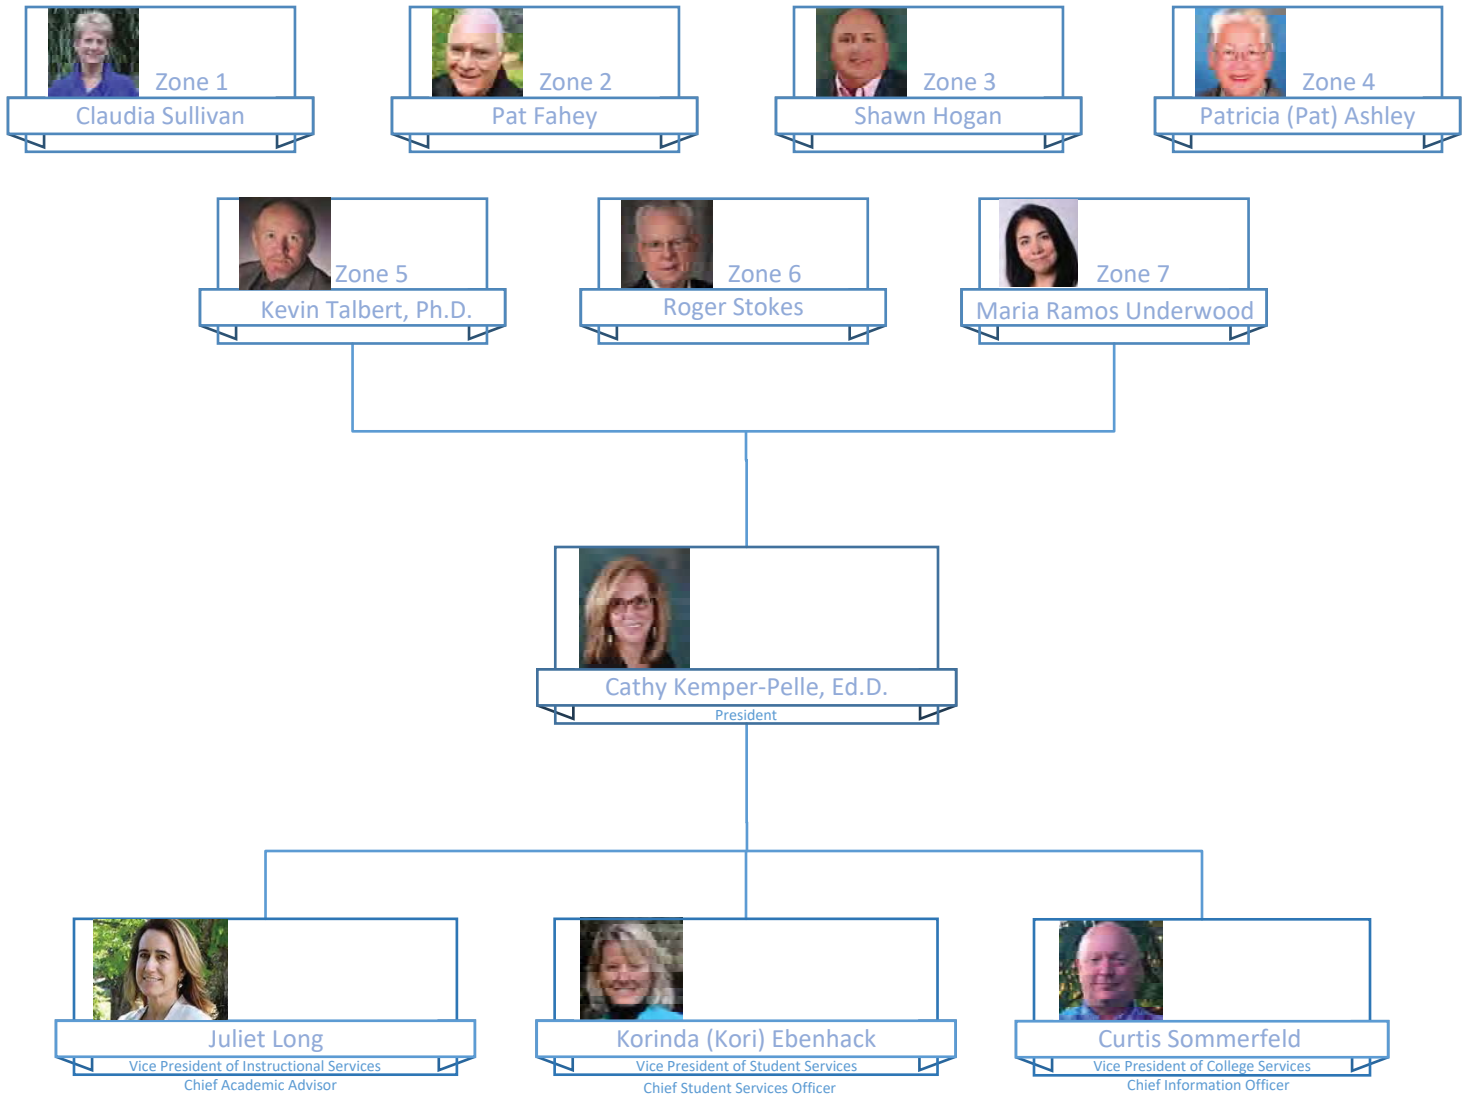 Zone 1
Claudia Sullivan
Zone 2
Pat Fahey
Zone 3
Shawn Hogan
Zone 4
Patricia (Pat) Ashley
Zone 5
Kevin Talbert, Ph.D.
Zone 6
Roger Stokes
Zone 7
Maria Ramos Underwood
Cathy Kemper-Pelle, Ed.D.
President
Juliet Long
Vice President of Instructional Services
Chief Academic Advisor
Korinda (Kori) Ebenhack
Vice President of Student Services
Chief Student Services Officer
Curtis Sommerfeld
Vice President of College Services
Chief Information Officer